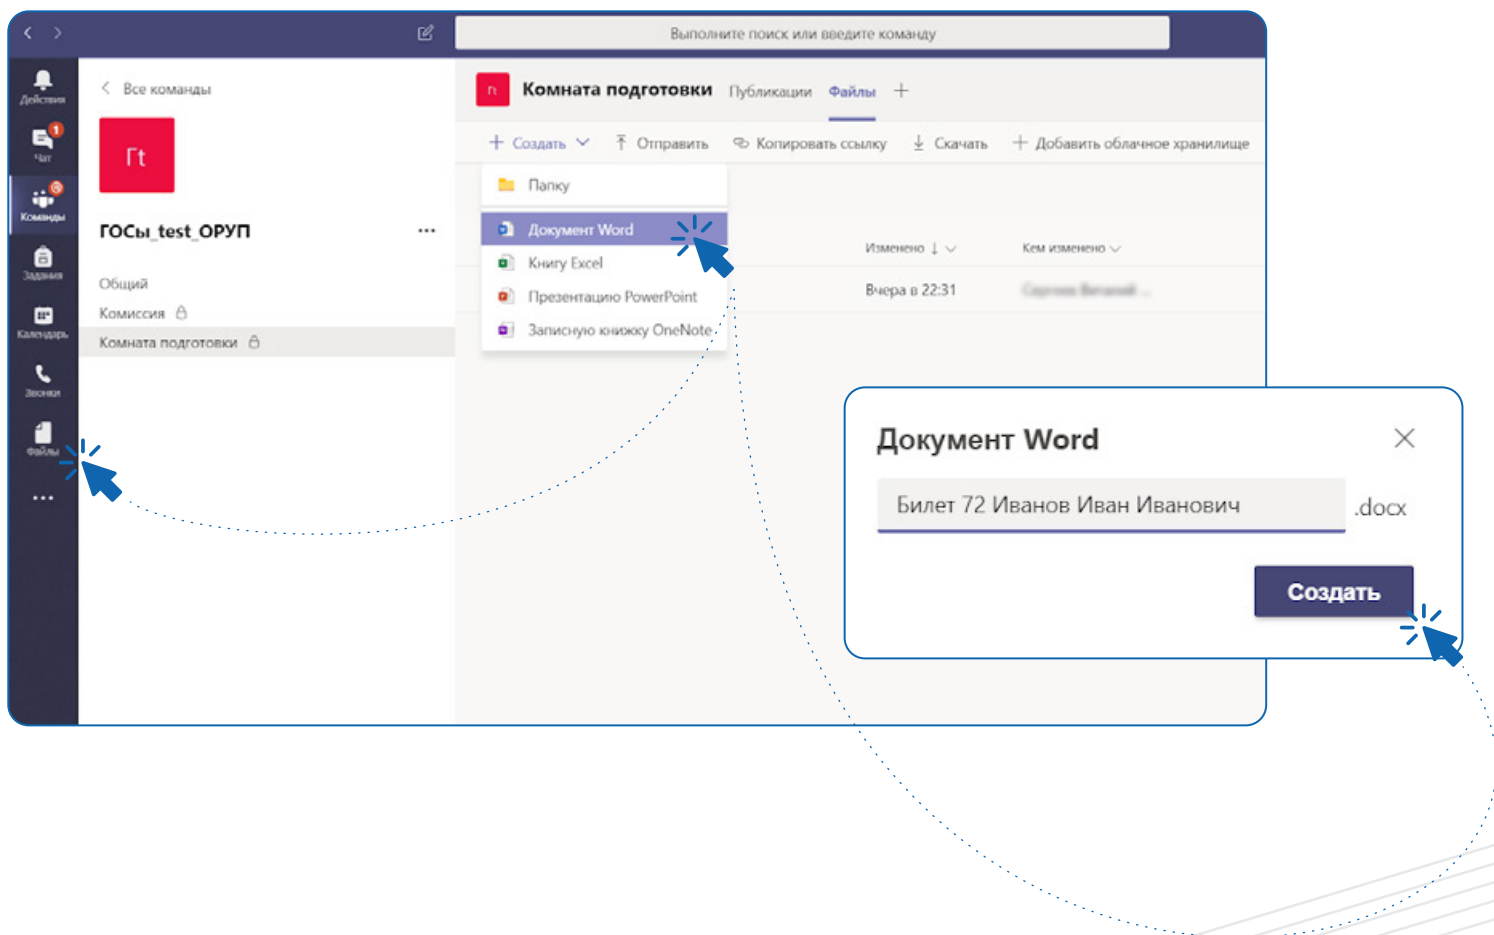 Выполните поиск или введите команду
Действия
Чат
1
Команды
Задания
Календарь
Звонки
Файлы
Все команды
Гt
ГОСы_test_ОРУП
Общий
Комиссия
Комната подготовки
Гt
Комната подготовки
Публикации
Файлы
Создать
Отправить
Копировать ссылку
Скачать
Добавить облачное хранилище
Папку
Документ Word
Книгу Excel
Презентацию PowerPoint
Записную книжку OneNote
Изменено
Кем изменено
Вчера в 22:31
Документ Word
Билет 72 Иванов Иван Иванович
.docx
Создать